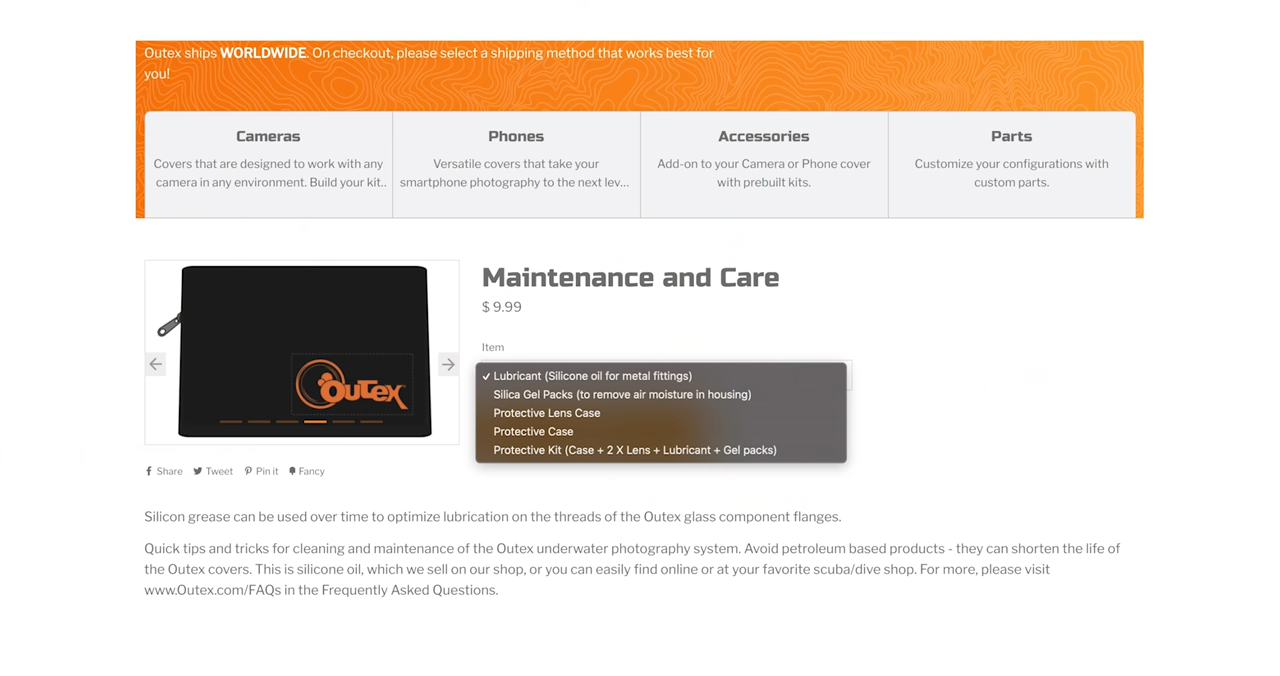 Outex ships WORLDWIDE. On checkout, please select a shipping method that works best for
you!
Cameras
Covers that are designed to work with any
camera in any environment. Build your kit..
Phones
Versatile covers that take your
smartphone photography to the next lev...
Accessories
Add-on to your Camera or Phone cover
with prebuilt kits.
Parts
Customize your configurations with
custom parts.
OUTEX
Maintenance and Care
$ 9.99
Item
✓ Lubricant (Silicone oil for metal fittings)
Silica Gel Packs (to remove air moisture in housing)
Protective Lens Case
Protective Case
Protective Kit (Case + 2 X Lens + Lubricant + Gel packs)
Share Tweet Pin it Fancy
Silicon grease can be used over time to optimize lubrication on the threads of the Outex glass component flanges.
Quick tips and tricks for cleaning and maintenance of the Outex underwater photography system. Avoid petroleum based products - they can shorten the life of
the Outex covers. This is silicone oil, which we sell on our shop, or you can easily find online or at your favorite scuba/dive shop. For more, please visit
www.Outex.com/FAQs in the Frequently Asked Questions.